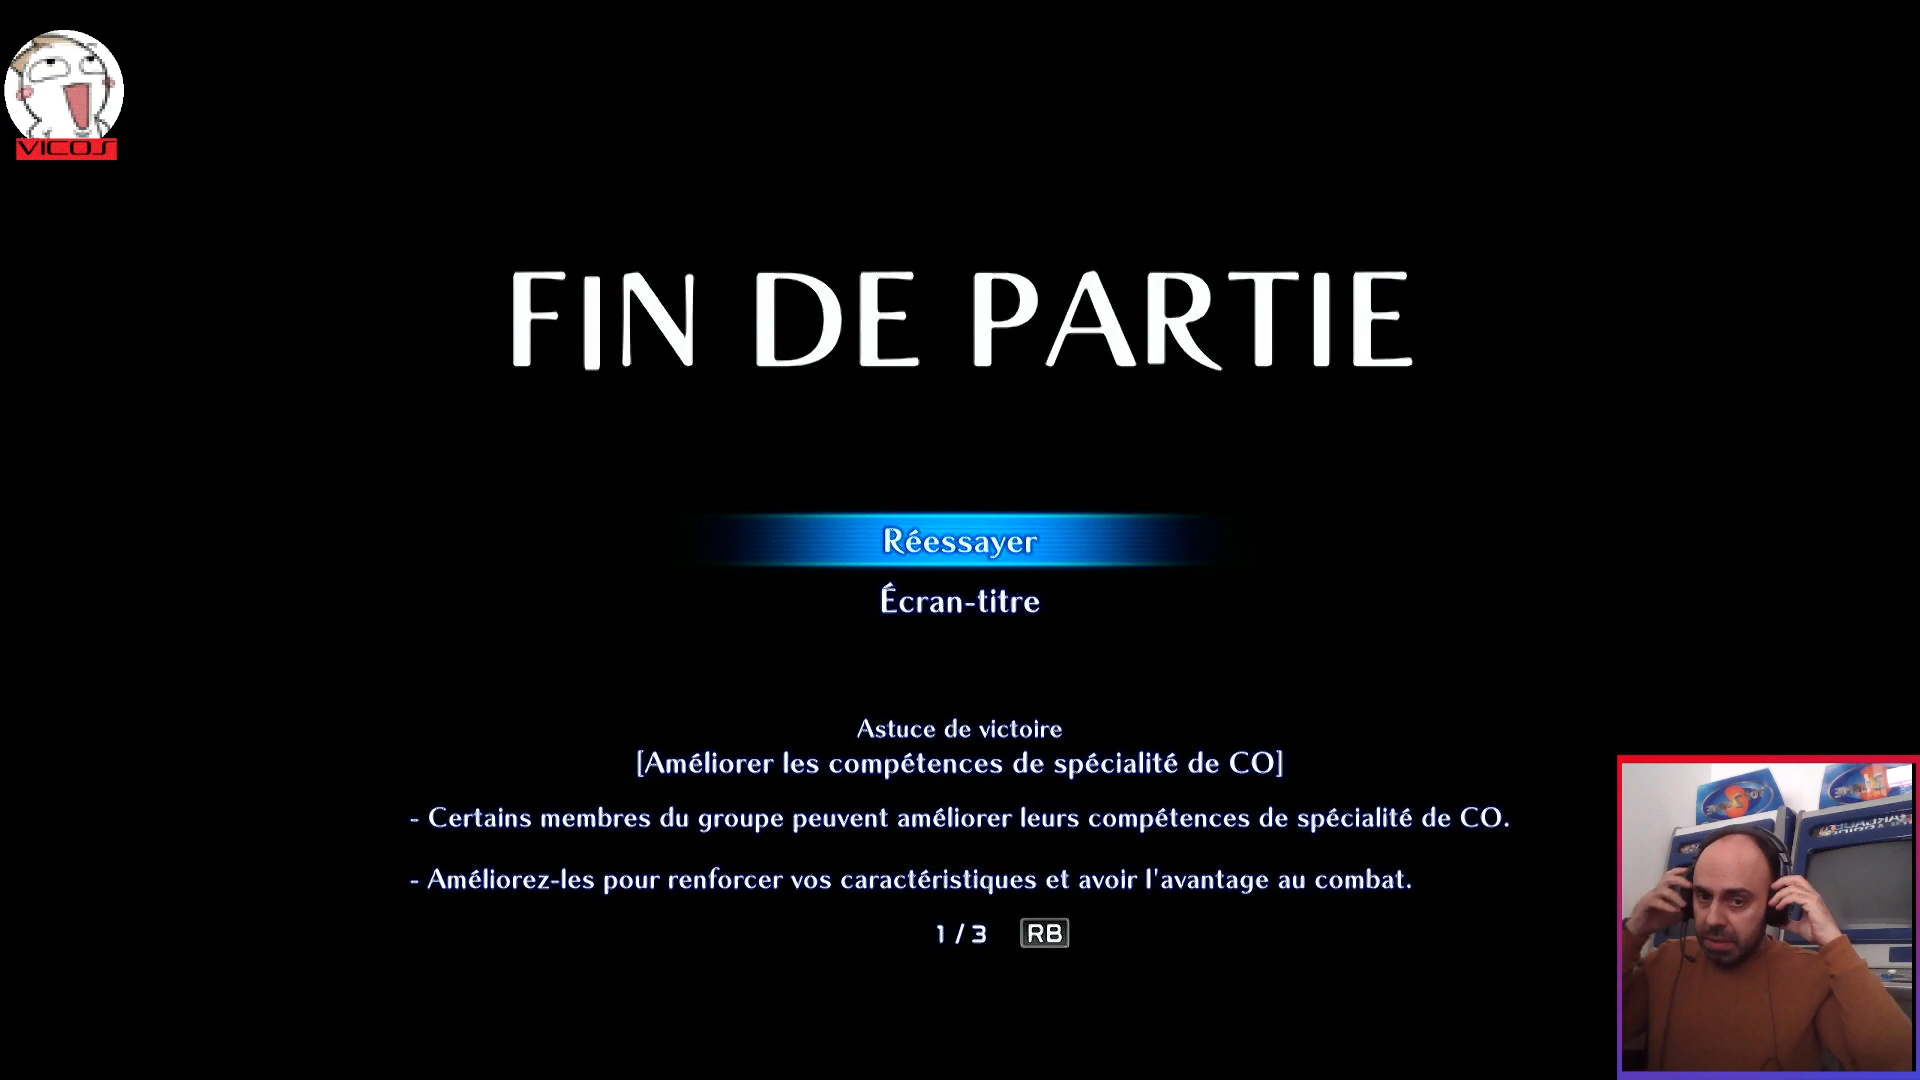 VICOS
FIN DE PARTIE
Réessayer
Écran-titre
Astuce de victoire
[Améliorer les compétences de spécialité de CO]
- Certains membres du groupe peuvent améliorer leurs compétences de spécialité de CO.
- Améliorez-les pour renforcer vos caractéristiques et avoir l'avantage au combat.
1 / 3 RB